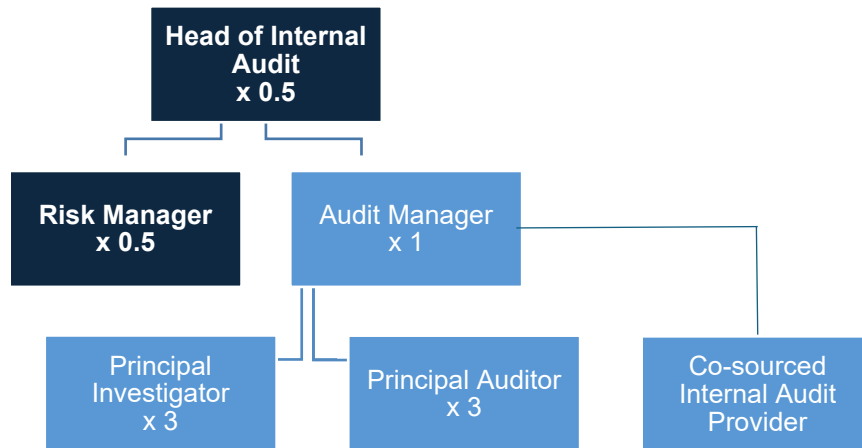 Head of Internal
Audit
x 0.5
Risk Manager
x 0.5
Audit Manager
x 1
Principal
Investigator
x 3
Principal Auditor
x 3
Co-sourced
Internal Audit
Provider